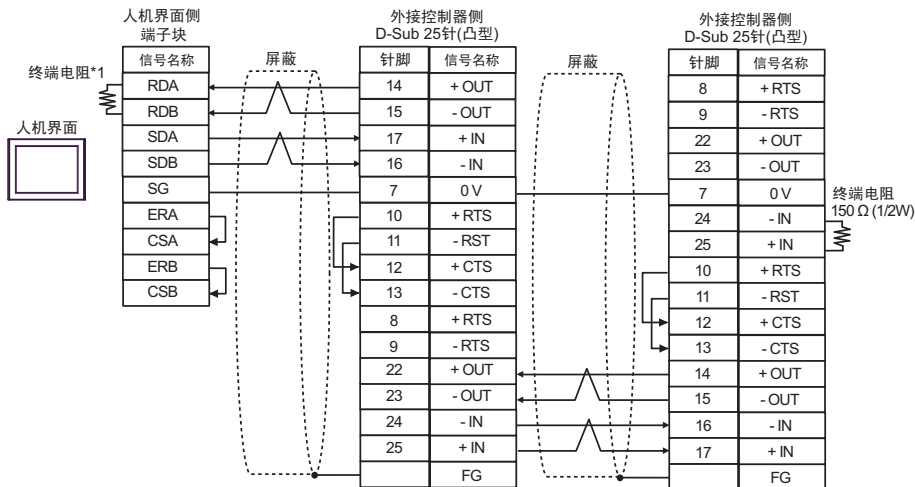 人机界面侧
端子块
信号名称
RDA
RDB
SDA
SDB
SG
ERA
CSA
ERB
CSB
终端电阻*1
人机界面
屏蔽
外接控制器侧
D-Sub 25针(凸型)
针脚 信号名称
14 + OUT
15 - OUT
17 + IN
16 - IN
7 0 V
10 + RTS
11 - RST
12 + CTS
13 - CTS
8 + RTS
9 - RTS
22 + OUT
23 - OUT
24 - IN
25 + IN
FG
屏蔽
外接控制器侧
D-Sub 25针(凸型)
针脚 信号名称
8 + RTS
9 - RTS
22 + OUT
23 - OUT
7 0 V
24 - IN
25 + IN
10 + RTS
11 - RST
12 + CTS
13 - CTS
14 + OUT
15 - OUT
16 - IN
17 + IN
FG
终端电阻
150 Ω (1/2W)